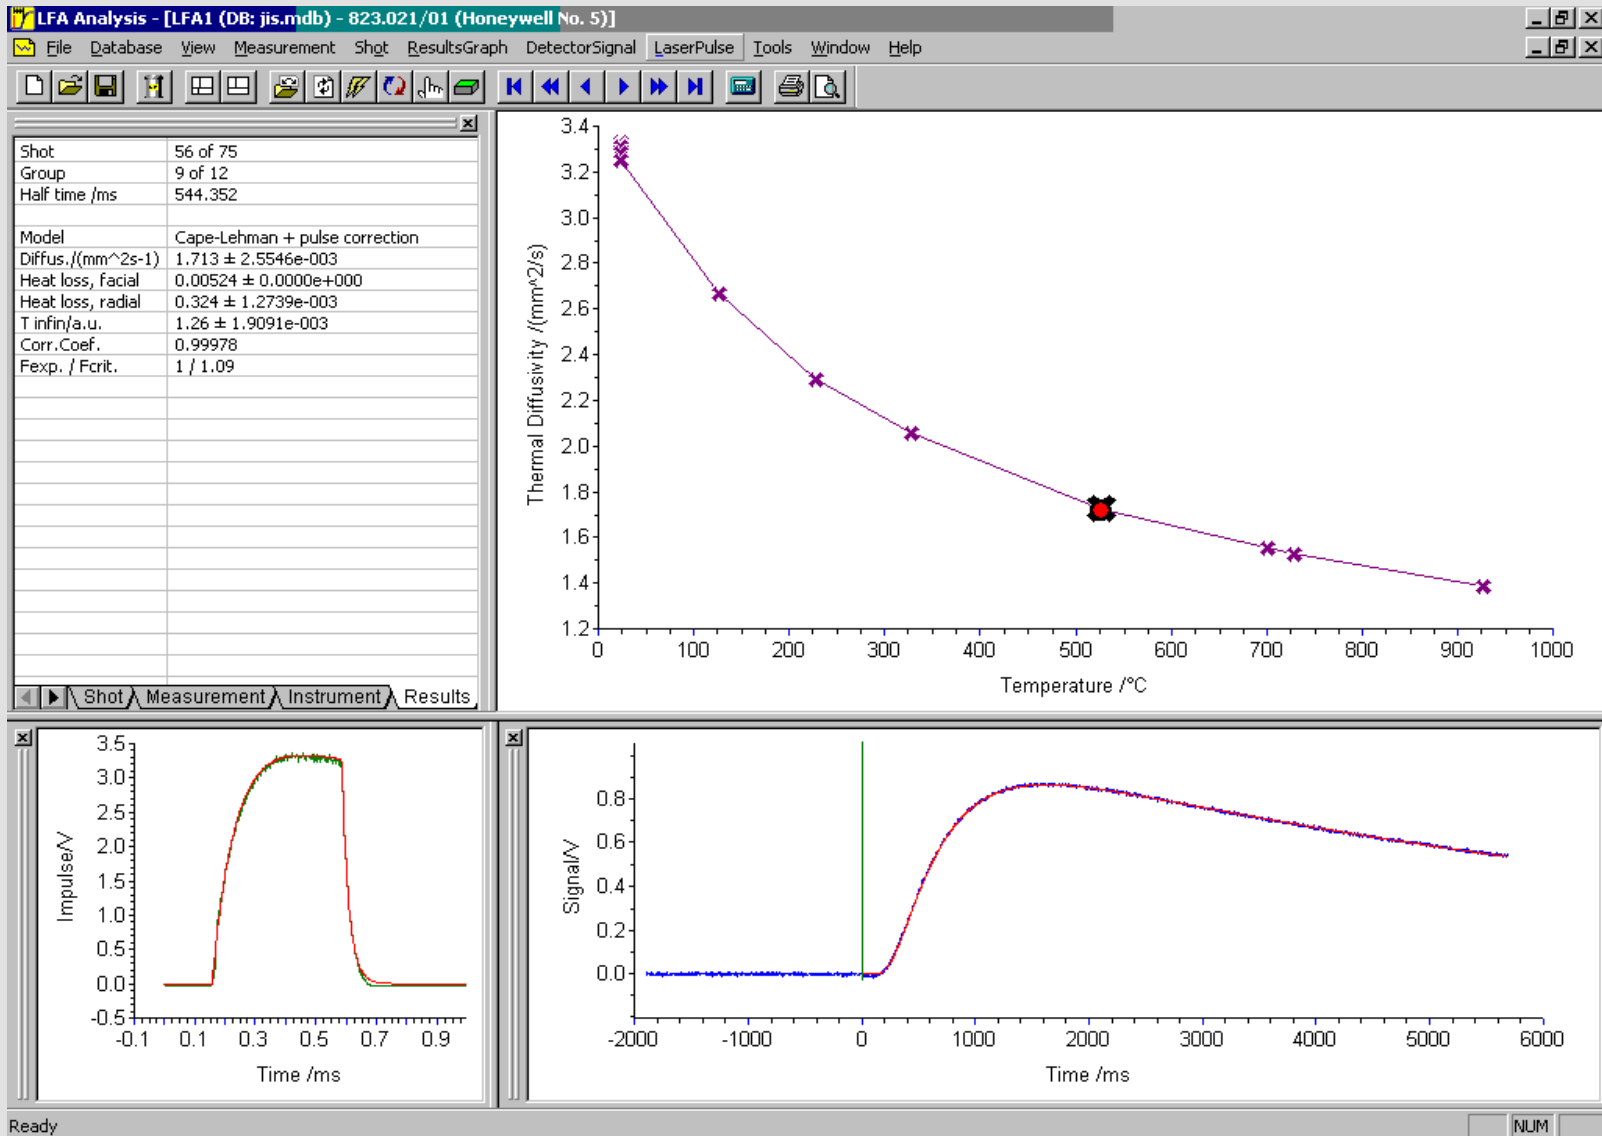 LFA Analysis - [LFA1 (DB: jis.mdb) - 823.021/01 (Honeywell No. 5)]
File Database View Measurement Shot ResultsGraph DetectorSignal LaserPulse Tools Window Help
Shot 56 of 75
Group 9 of 12
Half time /ms 544.352
Model Cape-Lehman + pulse correction
Diffus./(mm^2s-1) 1.713 ± 2.5546e-003
Heat loss, facial 0.00524 ± 0.0000e+000
Heat loss, radial 0.324 ± 1.2739e-003
T infin/a.u. 1.26 ± 1.9091e-003
Corr.Coef. 0.99978
Fexp. / Fcrit. 1 / 1.09
Shot Measurement Instrument Results
3.4
3.2
3.0
2.8
2.6
2.4
2.2
2.0
1.8
1.6
1.4
1.2
Thermal Diffusivity /(mm^2/s)
0 100 200 300 400 500 600 700 800 900 1000
Temperature /°C
3.5
3.0
2.5
2.0
1.5
1.0
0.5
0.0
-0.5
Impulse/V
-0.1 0.1 0.3 0.5 0.7 0.9
Time /ms
0.8
0.6
0.4
0.2
0.0
Signal/V
-2000 -1000 0 1000 2000 3000 4000 5000 6000
Time /ms
Ready NUM